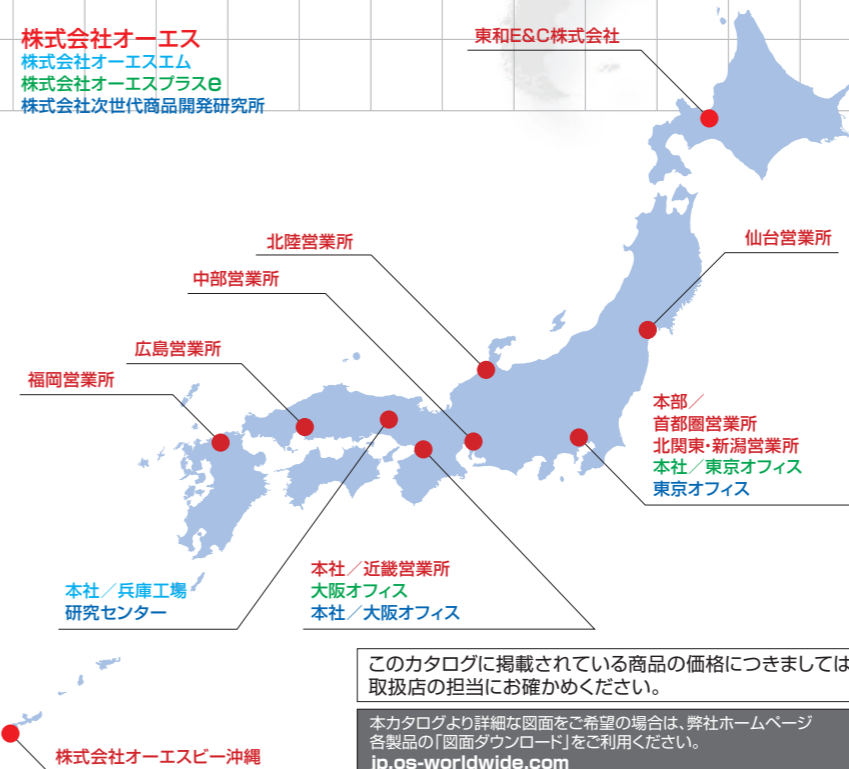 株式会社オーエス
株式会社オーエスエム
株式会社オーエスプラスe
株式会社次世代商品開発研究所
東和E&C株式会社
北陸営業所
仙台営業所
中部営業所
広島営業所
福岡営業所
本部／
首都圏営業所
北関東・新潟営業所
本社／東京オフィス
東京オフィス
本社／兵庫工場
研究センター
本社／近畿営業所
大阪オフィス
本社／大阪オフィス
このカタログに掲載されている商品の価格につきましては
取扱店の担当にお確かめください。
本カタログより詳細な図面をご希望の場合は、弊社ホームページ
各製品の「図面ダウンロード」をご利用ください。
jp.os-worldwide.com
株式会社オーエスビー沖縄